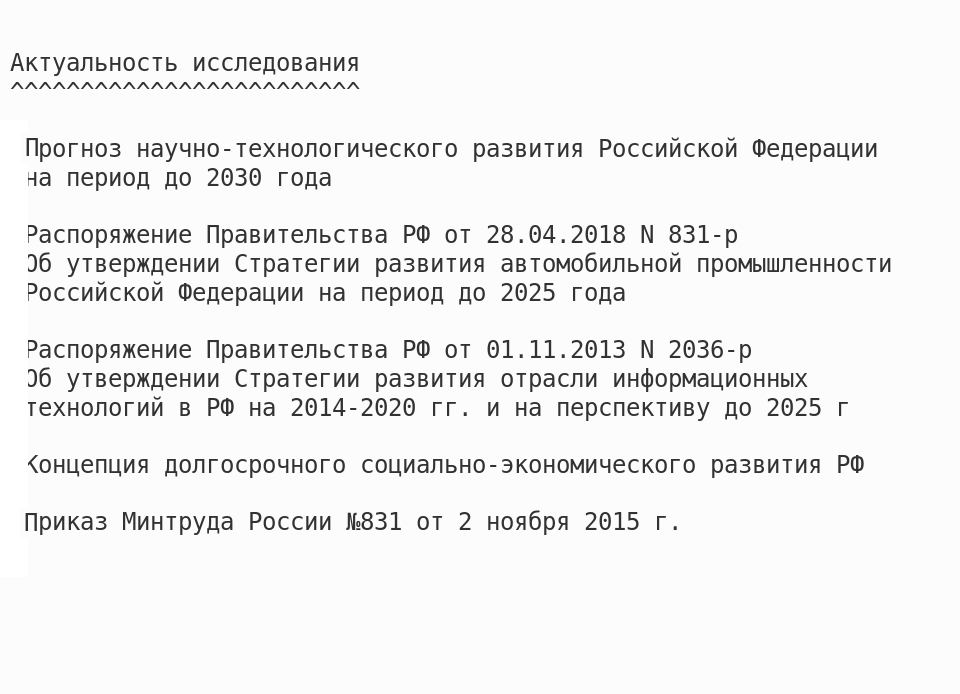 Актуальность исследования
^^^^^^^^^^^^^^^^^^^^^^^^^
Прогноз научно-технологического развития Российской Федерации
на период до 2030 года
Распоряжение Правительства РФ от 28.04.2018 N 831-р
Об утверждении Стратегии развития автомобильной промышленности
Российской Федерации на период до 2025 года
Распоряжение Правительства РФ от 01.11.2013 N 2036-р
Об утверждении Стратегии развития отрасли информационных
технологий в РФ на 2014-2020 гг. и на перспективу до 2025 г
Концепция долгосрочного социально-экономического развития РФ
Приказ Минтруда России №831 от 2 ноября 2015 г.